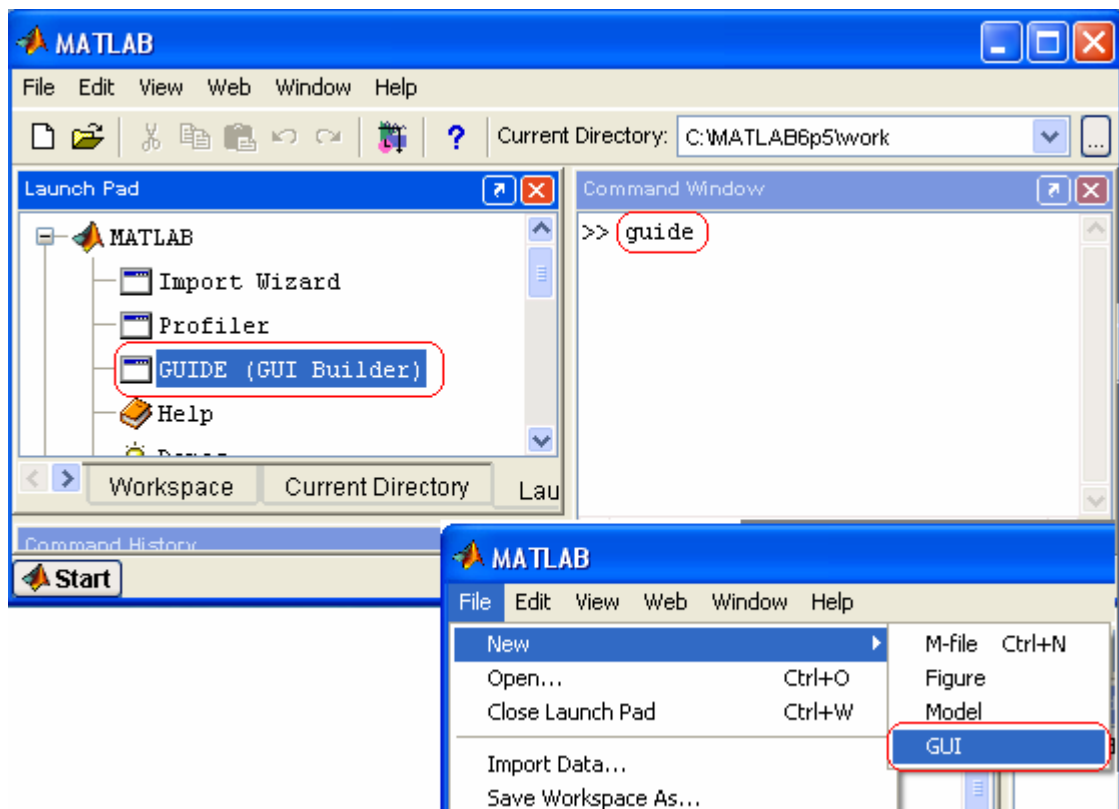 MATLAB
File Edit View Web Window Help
? Current Directory: C:\MATLAB6p5\work ...
Launch Pad
MATLAB
Import Wizard
Profiler
GUIDE (GUI Builder)
Help
Workspace Current Directory Lau
Command Window
>> guide
Command History
Start
MATLAB
File Edit View Web Window Help
New
Open... Ctrl+O
Close Launch Pad Ctrl+W
Import Data...
Save Workspace As...
M-file Ctrl+N
Figure
Model
GUI